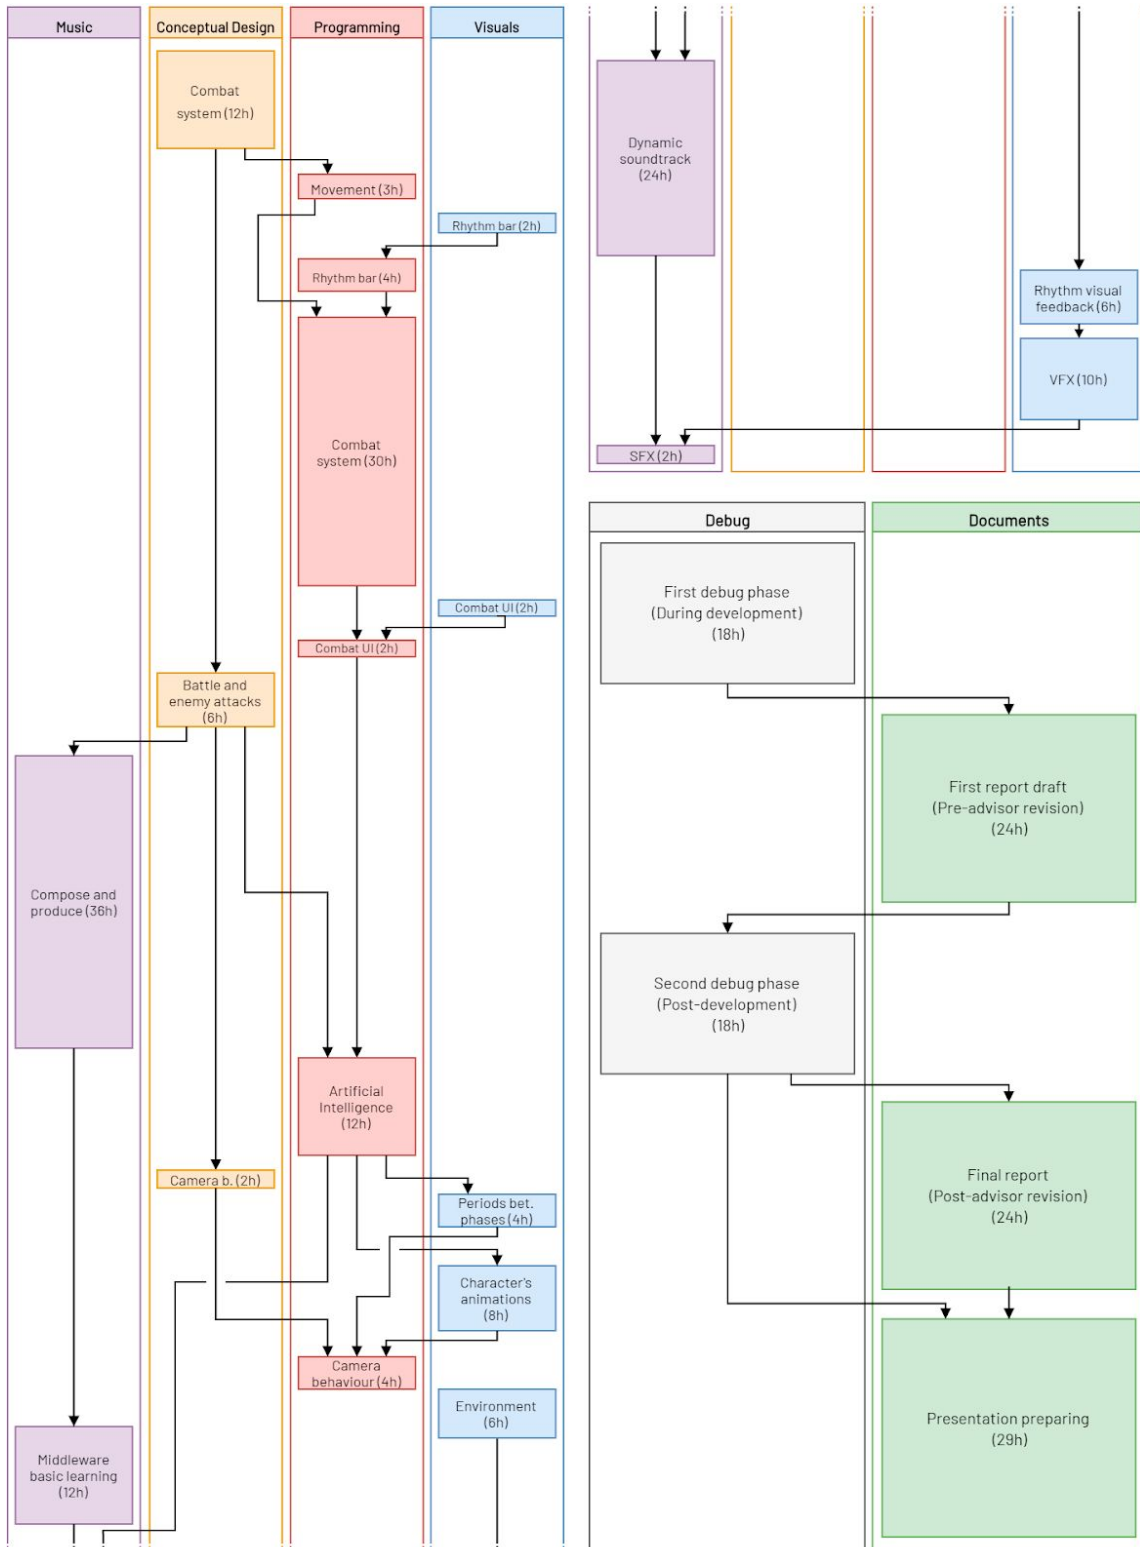 Music
Conceptual Design
Programming
Visuals
Combat
system (12h)
Movement (3h)
Rhythm bar (2h)
Rhythm bar (4h)
Combat
system (30h)
Combat UI (2h)
Combat UI (2h)
Battle and
enemy attacks
(6h)
Compose and
produce (36h)
Artificial
Intelligence
(12h)
Camera b. (2h)
Periods bet.
phases (4h)
Character's
animations
(8h)
Camera
behaviour (4h)
Environment
(6h)
Middleware
basic learning
(12h)
Dynamic
soundtrack
(24h)
Rhythm visual
feedback (6h)
VFX (10h)
SFX (2h)
Debug
Documents
First debug phase
(During development)
(18h)
First report draft
(Pre-advisor revision)
(24h)
Second debug phase
(Post-development)
(18h)
Final report
(Post-advisor revision)
(24h)
Presentation preparing
(29h)